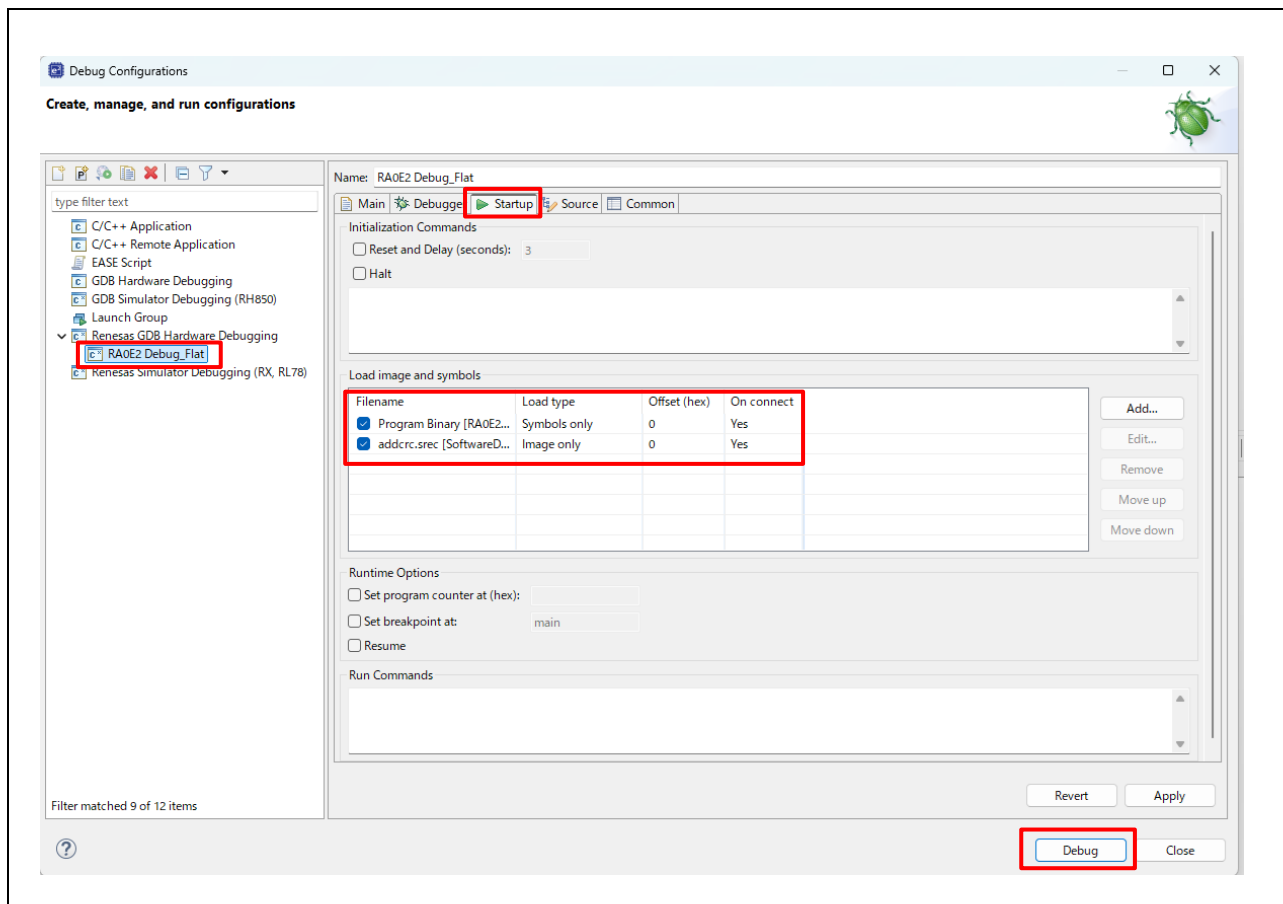 Debug Configurations
Create, manage, and run configurations
type filter text
C/C++ Application
C/C++ Remote Application
EASE Script
GDB Hardware Debugging
GDB Simulator Debugging (RH850)
Launch Group
Renesas GDB Hardware Debugging
RA0E2 Debug_Flat
Renesas Simulator Debugging (RX, RL78)
Filter matched 9 of 12 items
Name: RA0E2 Debug_Flat
Main Debugger Startup Source Common
Initialization Commands
Reset and Delay (seconds): 3
Halt
Load image and symbols
Filename Load type Offset (hex) On connect
Program Binary [RA0E2... Symbols only 0 Yes
addcrc.srec [SoftwareD... Image only 0 Yes
Add...
Edit...
Remove
Move up
Move down
Runtime Options
Set program counter at (hex):
Set breakpoint at: main
Resume
Run Commands
Revert Apply
Debug Close